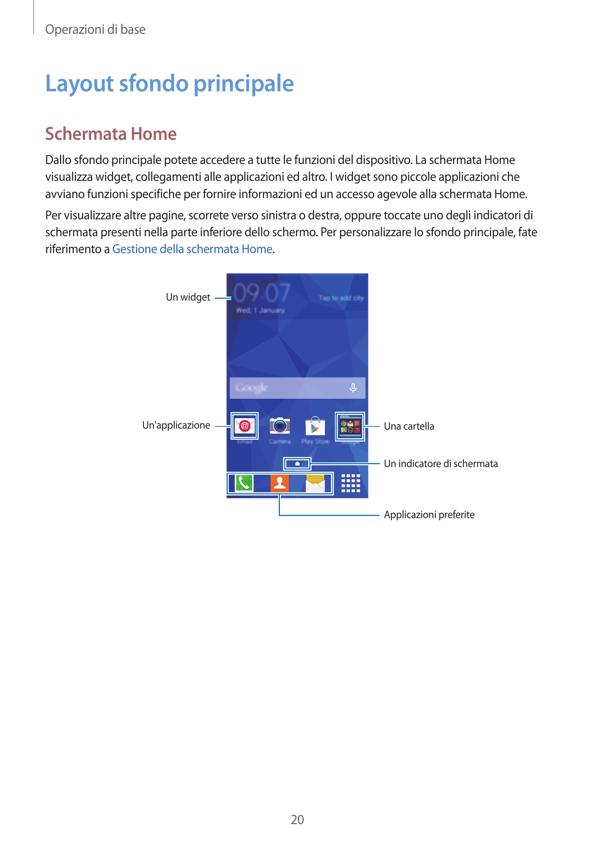 Operazioni di base
Layout sfondo principale
Schermata Home
Dallo sfondo principale potete accedere a tutte le funzioni del dispositivo. La schermata Home
visualizza widget, collegamenti alle applicazioni ed altro. I widget sono piccole applicazioni che
avviano funzioni specifiche per fornire informazioni ed un accesso agevole alla schermata Home.
Per visualizzare altre pagine, scorrete verso sinistra o destra, oppure toccate uno degli indicatori di
schermata presenti nella parte inferiore dello schermo. Per personalizzare lo sfondo principale, fate
riferimento a Gestione della schermata Home.
Un widget
09:07
Tap to add city
Wed, 1 January
Google
Un'applicazione
Email
Camera
Play Store
Una cartella
Un indicatore di schermata
Applicazioni preferite
20